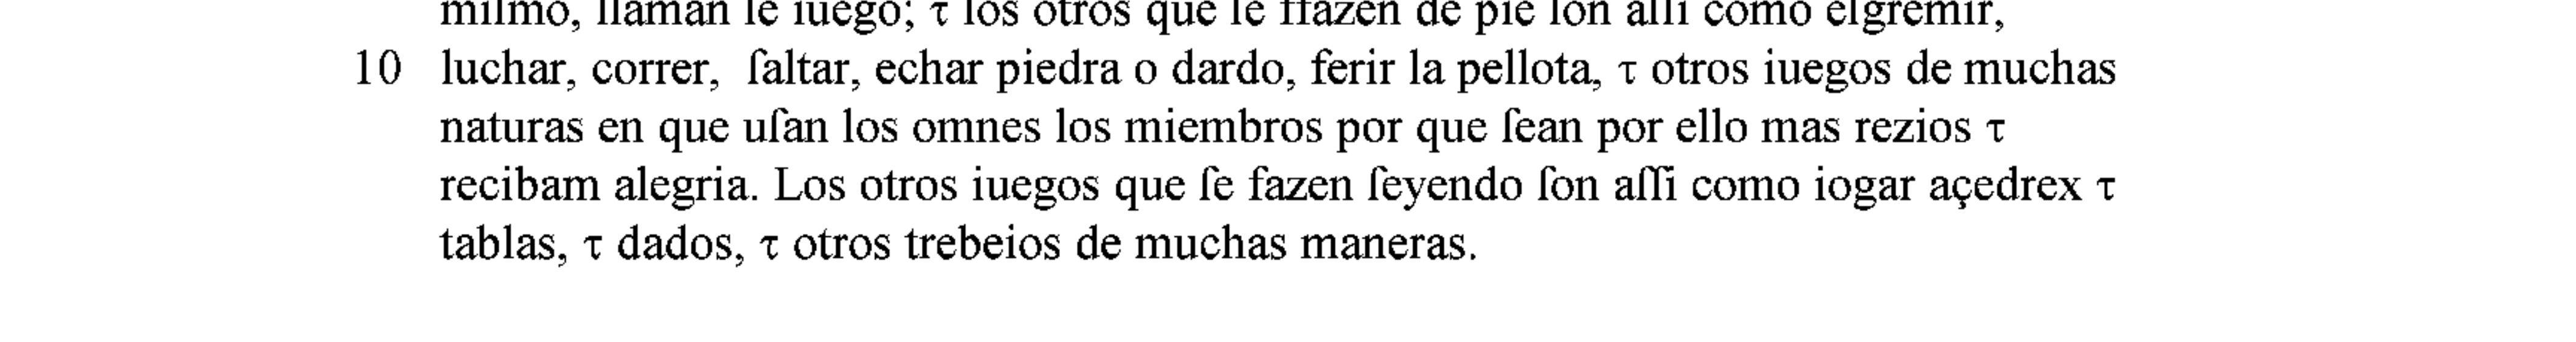 miſmo, llaman ſe iuego; τ los otros que ſe ffazen de pie ſon aſſi como eſgremir,
10 luchar, correr, ſaltar, echar piedra o dardo, ferir la pellota, τ otros iuegos de muchas
naturas en que uſan los omnes los miembros por que ſean por ello mas rezios τ
recibam alegria. Los otros iuegos que ſe fazen ſeyendo ſon aſſi como iogar açedrex τ
tablas, τ dados, τ otros trebeios de muchas maneras.